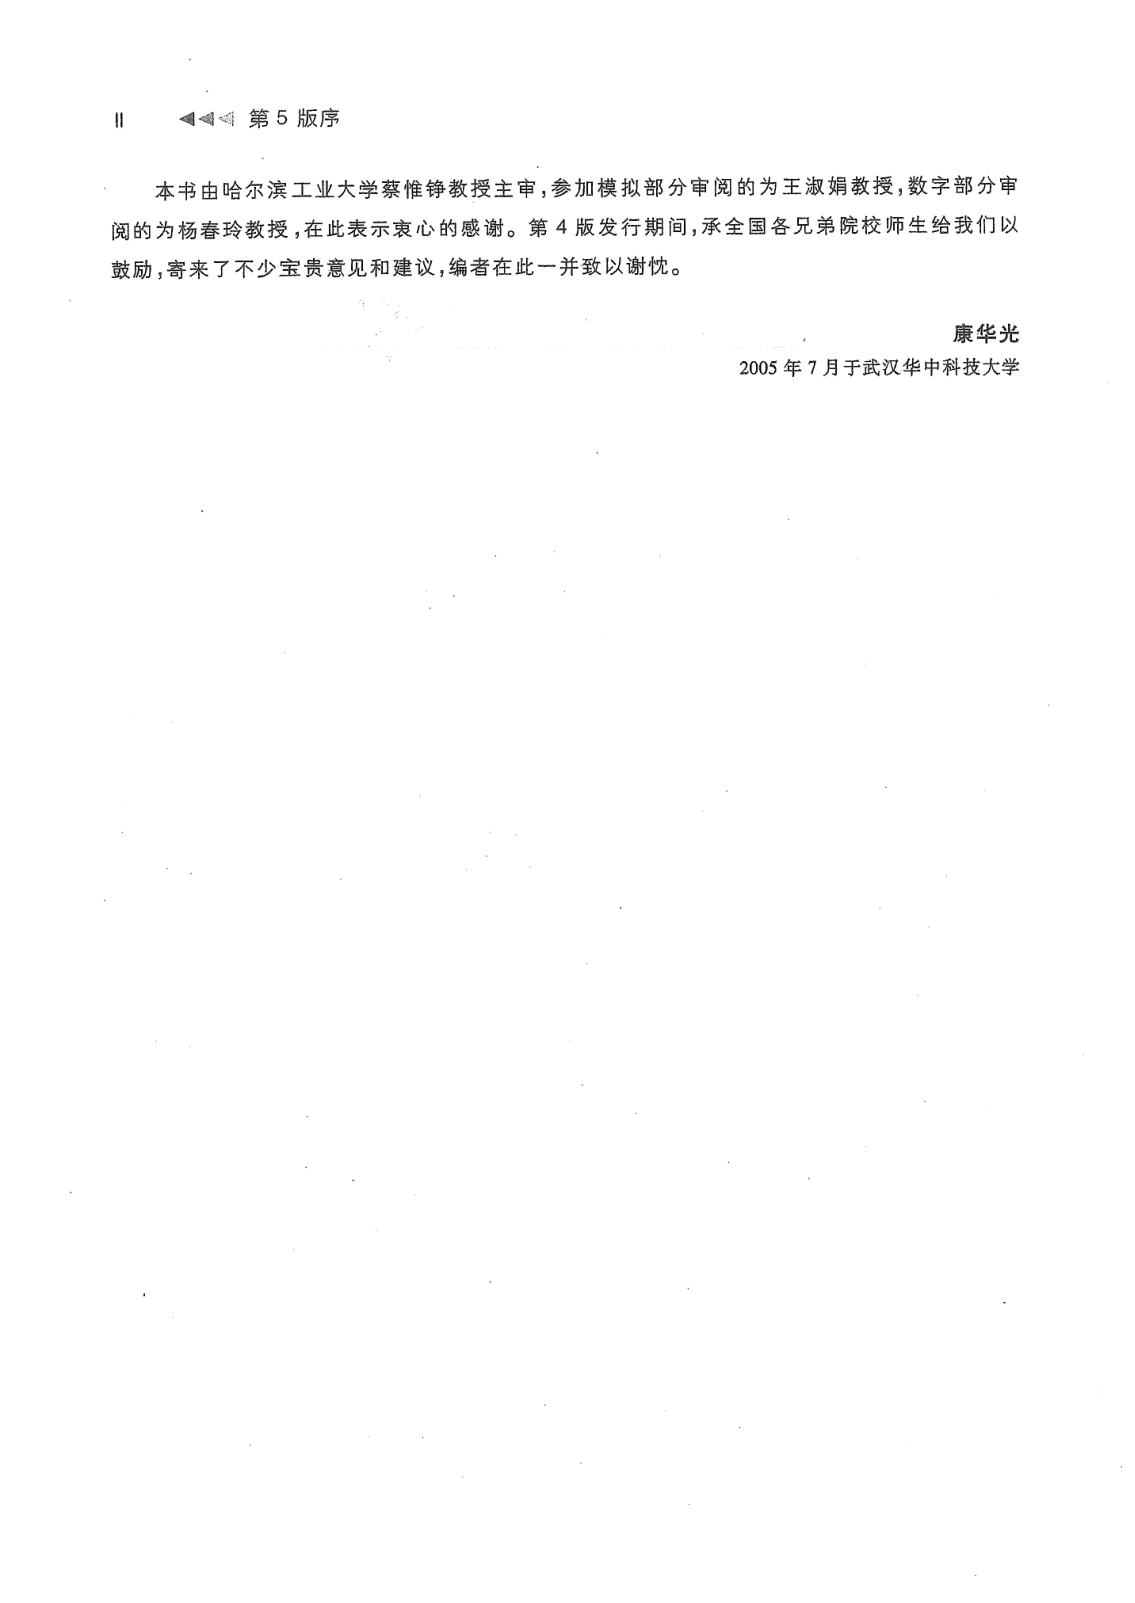 II 第 5 版序
本书由哈尔滨工业大学蔡惟铮教授主审,参加模拟部分审阅的为王淑娟教授,数字部分审
阅的为杨春玲教授,在此表示衷心的感谢。第 4 版发行期间,承全国各兄弟院校师生给我们以
鼓励,寄来了不少宝贵意见和建议,编者在此一并致以谢忱。
康华光
2005 年 7 月于武汉华中科技大学